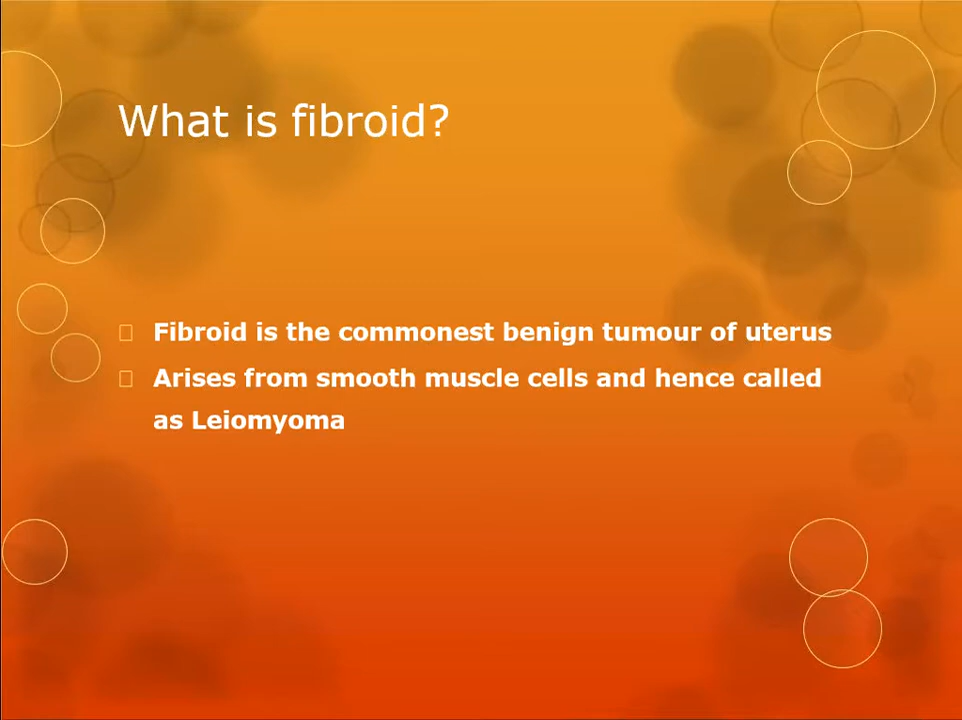 What is fibroid?
Fibroid is the commonest benign tumour of uterus
Arises from smooth muscle cells and hence called
as Leiomyoma